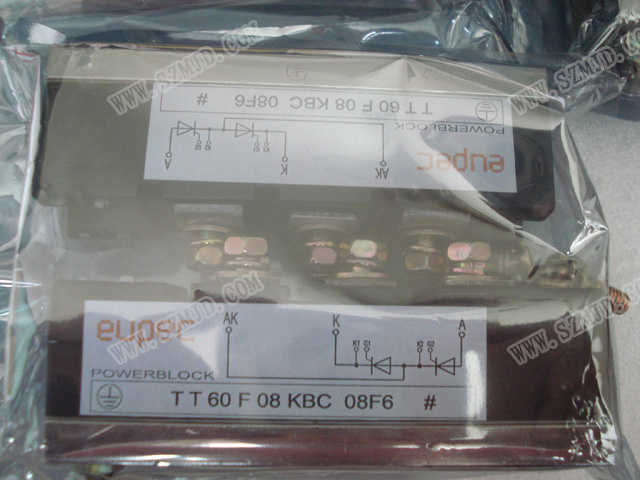 WWW.SZMJD.COM
WWW.SZMJD.COM
TT 60 F 08 KBC 08F6 #
POWERBLOCK
eupec
A K AK
eupec
AK K A
K1 G1 K2 G2
POWERBLOCK
TT 60 F 08 KBC 08F6 #
WWW.SZMJD.COM
WWW.SZMJD.COM